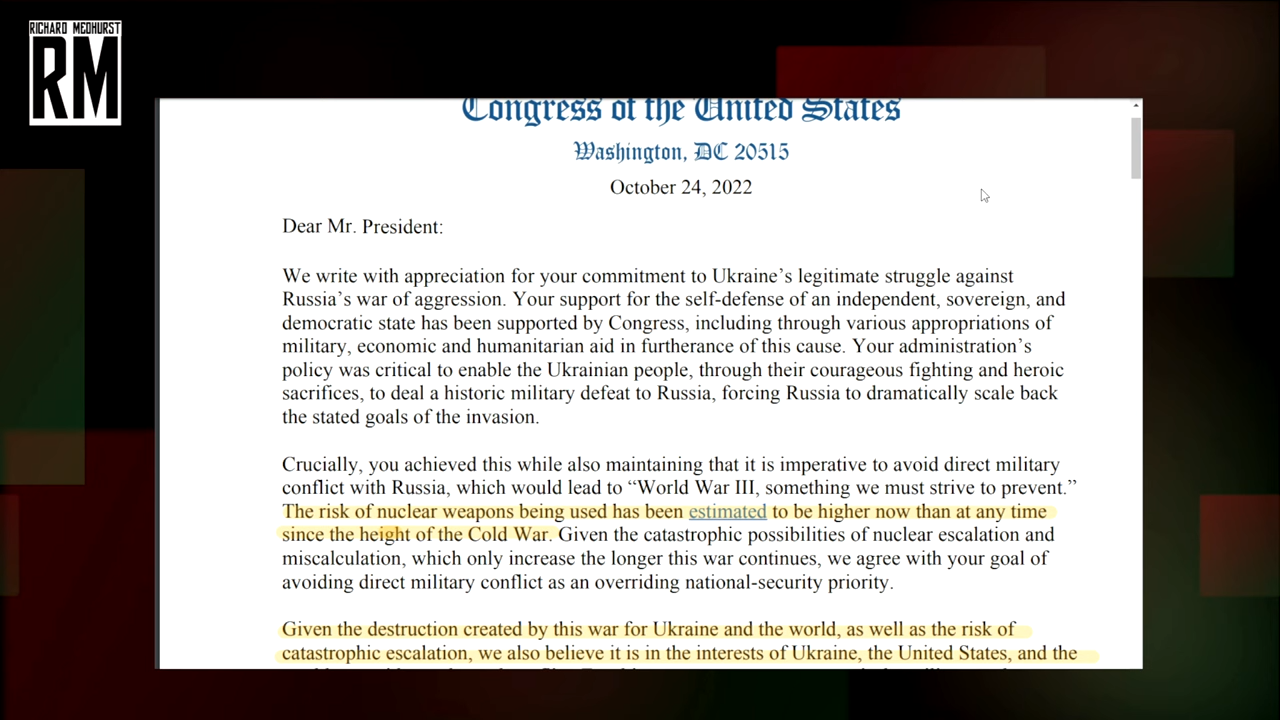 RICHARD MEDHURST
RM
Congress of the United States
Washington, DC 20515
October 24, 2022
Dear Mr. President:
We write with appreciation for your commitment to Ukraine’s legitimate struggle against
Russia’s war of aggression. Your support for the self-defense of an independent, sovereign, and
democratic state has been supported by Congress, including through various appropriations of
military, economic and humanitarian aid in furtherance of this cause. Your administration’s
policy was critical to enable the Ukrainian people, through their courageous fighting and heroic
sacrifices, to deal a historic military defeat to Russia, forcing Russia to dramatically scale back
the stated goals of the invasion.
Crucially, you achieved this while also maintaining that it is imperative to avoid direct military
conflict with Russia, which would lead to “World War III, something we must strive to prevent.”
The risk of nuclear weapons being used has been estimated to be higher now than at any time
since the height of the Cold War. Given the catastrophic possibilities of nuclear escalation and
miscalculation, which only increase the longer this war continues, we agree with your goal of
avoiding direct military conflict as an overriding national-security priority.
Given the destruction created by this war for Ukraine and the world, as well as the risk of
catastrophic escalation, we also believe it is in the interests of Ukraine, the United States, and the